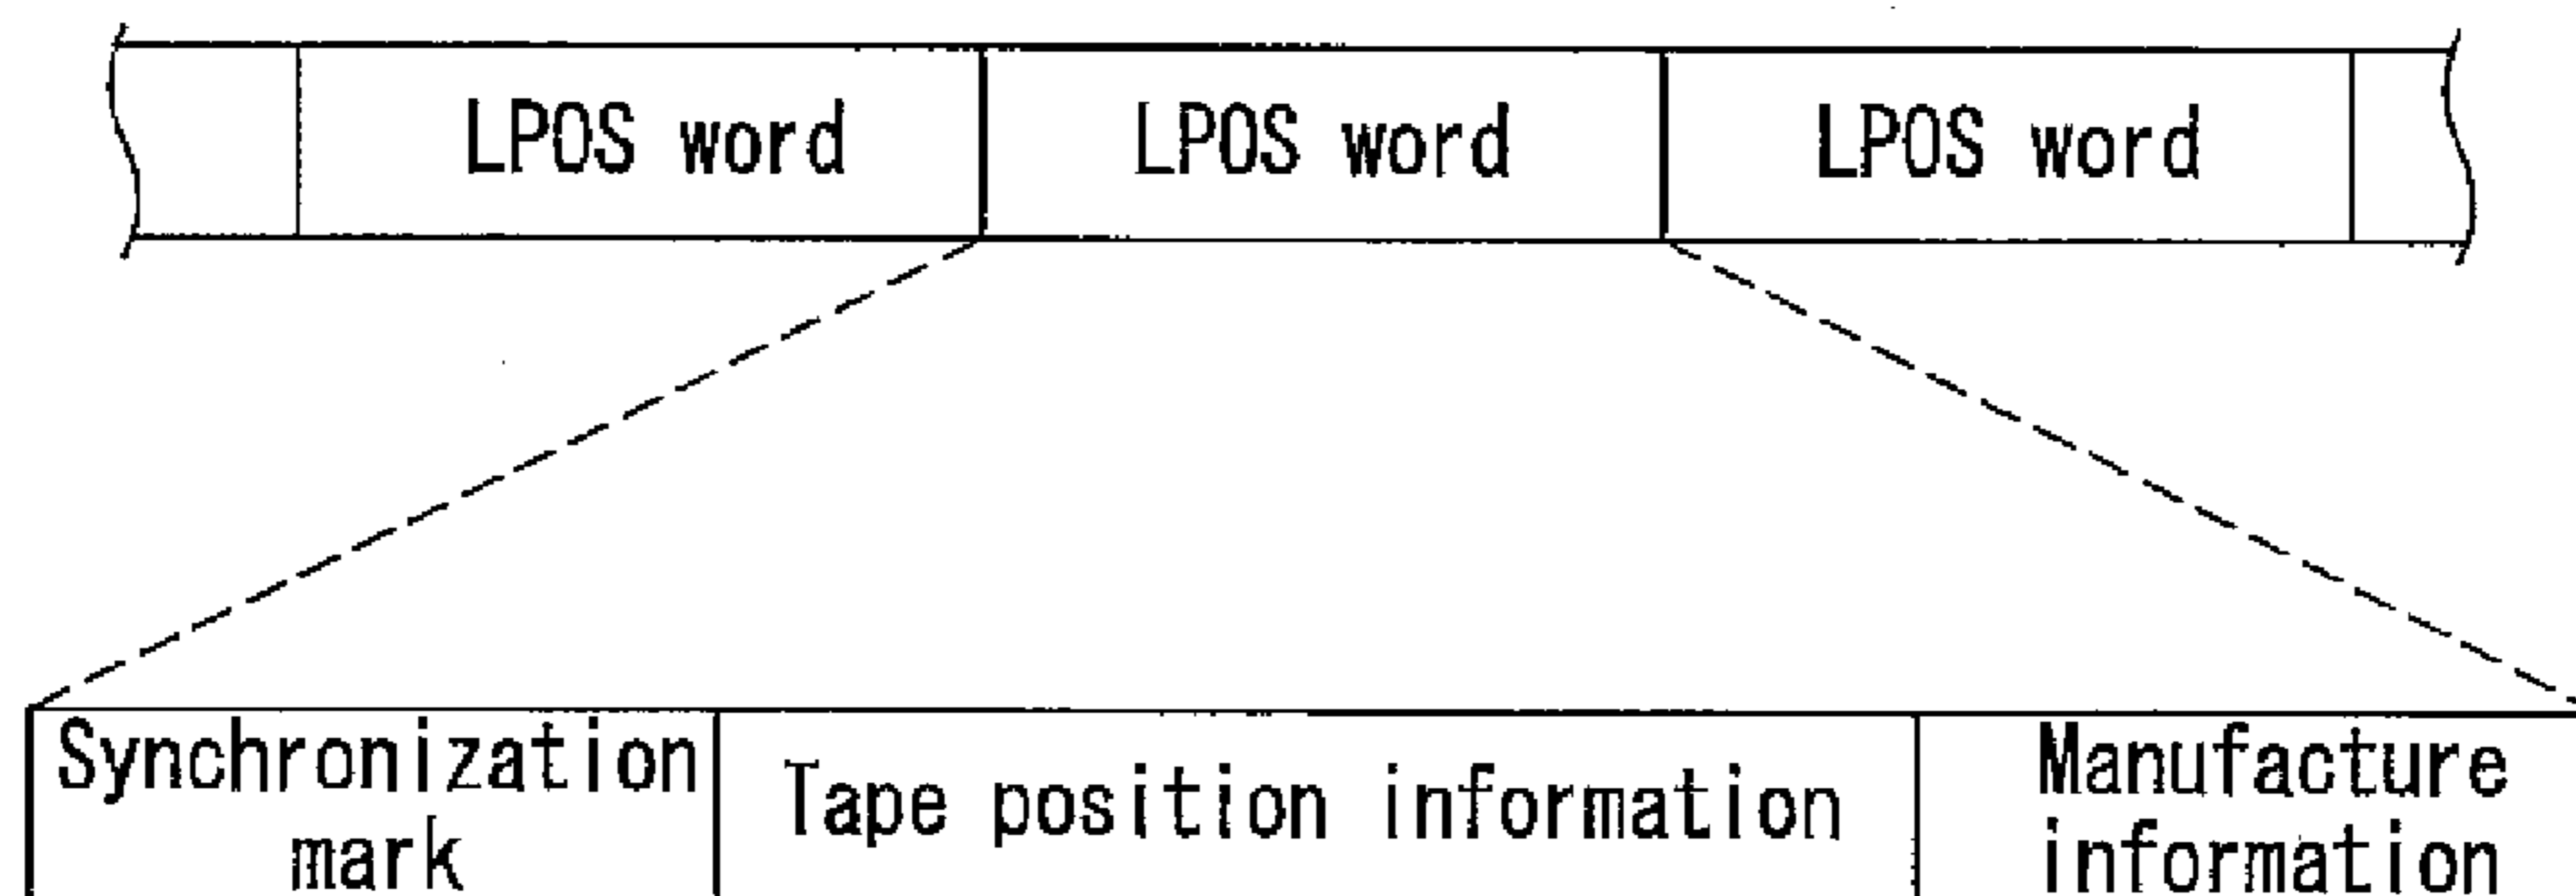 LPOS word LPOS word LPOS word
Synchronization mark
Tape position information
Manufacture information